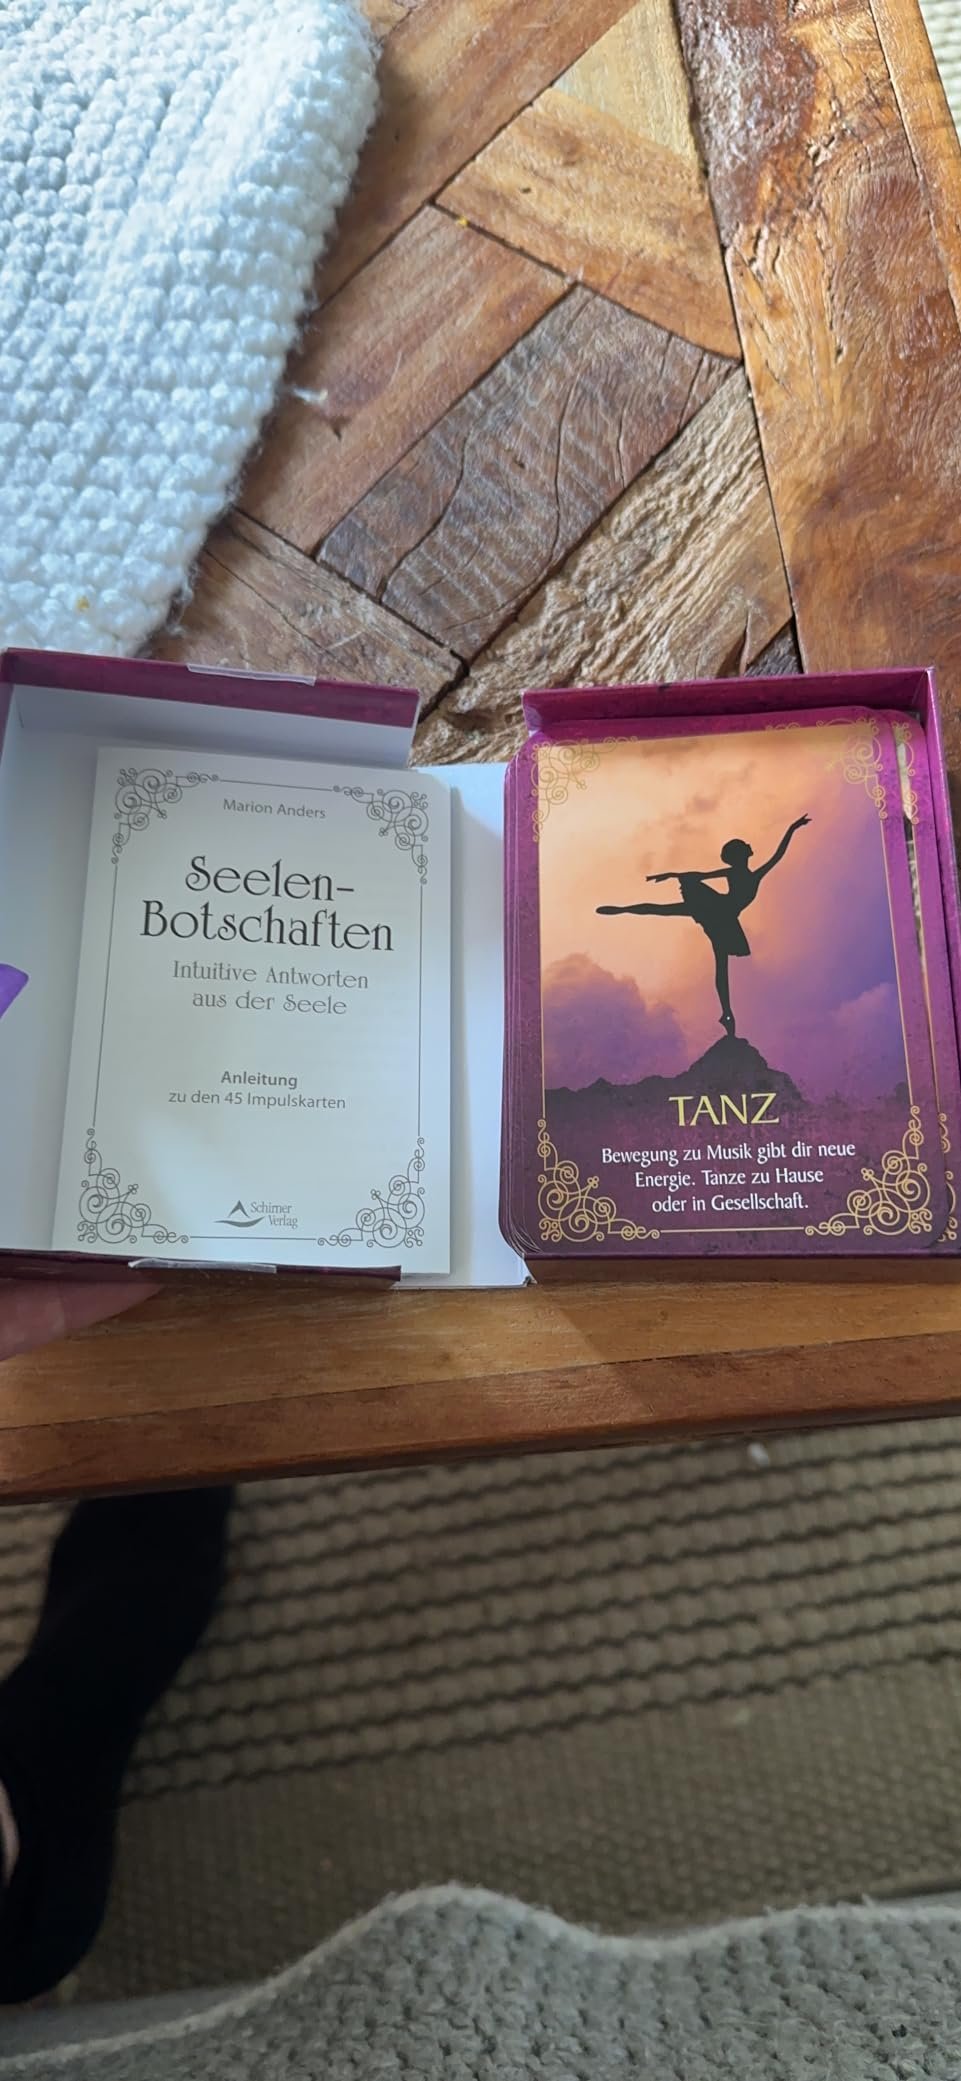 Marion Anders
Seelen-
Botschaften
Intuitive Antworten
aus der Seele
Anleitung
zu den 45 Impulskarten
Schirner
Verlag
TANZ
Bewegung zu Musik gibt dir neue
Energie. Tanze zu Hause
oder in Gesellschaft.